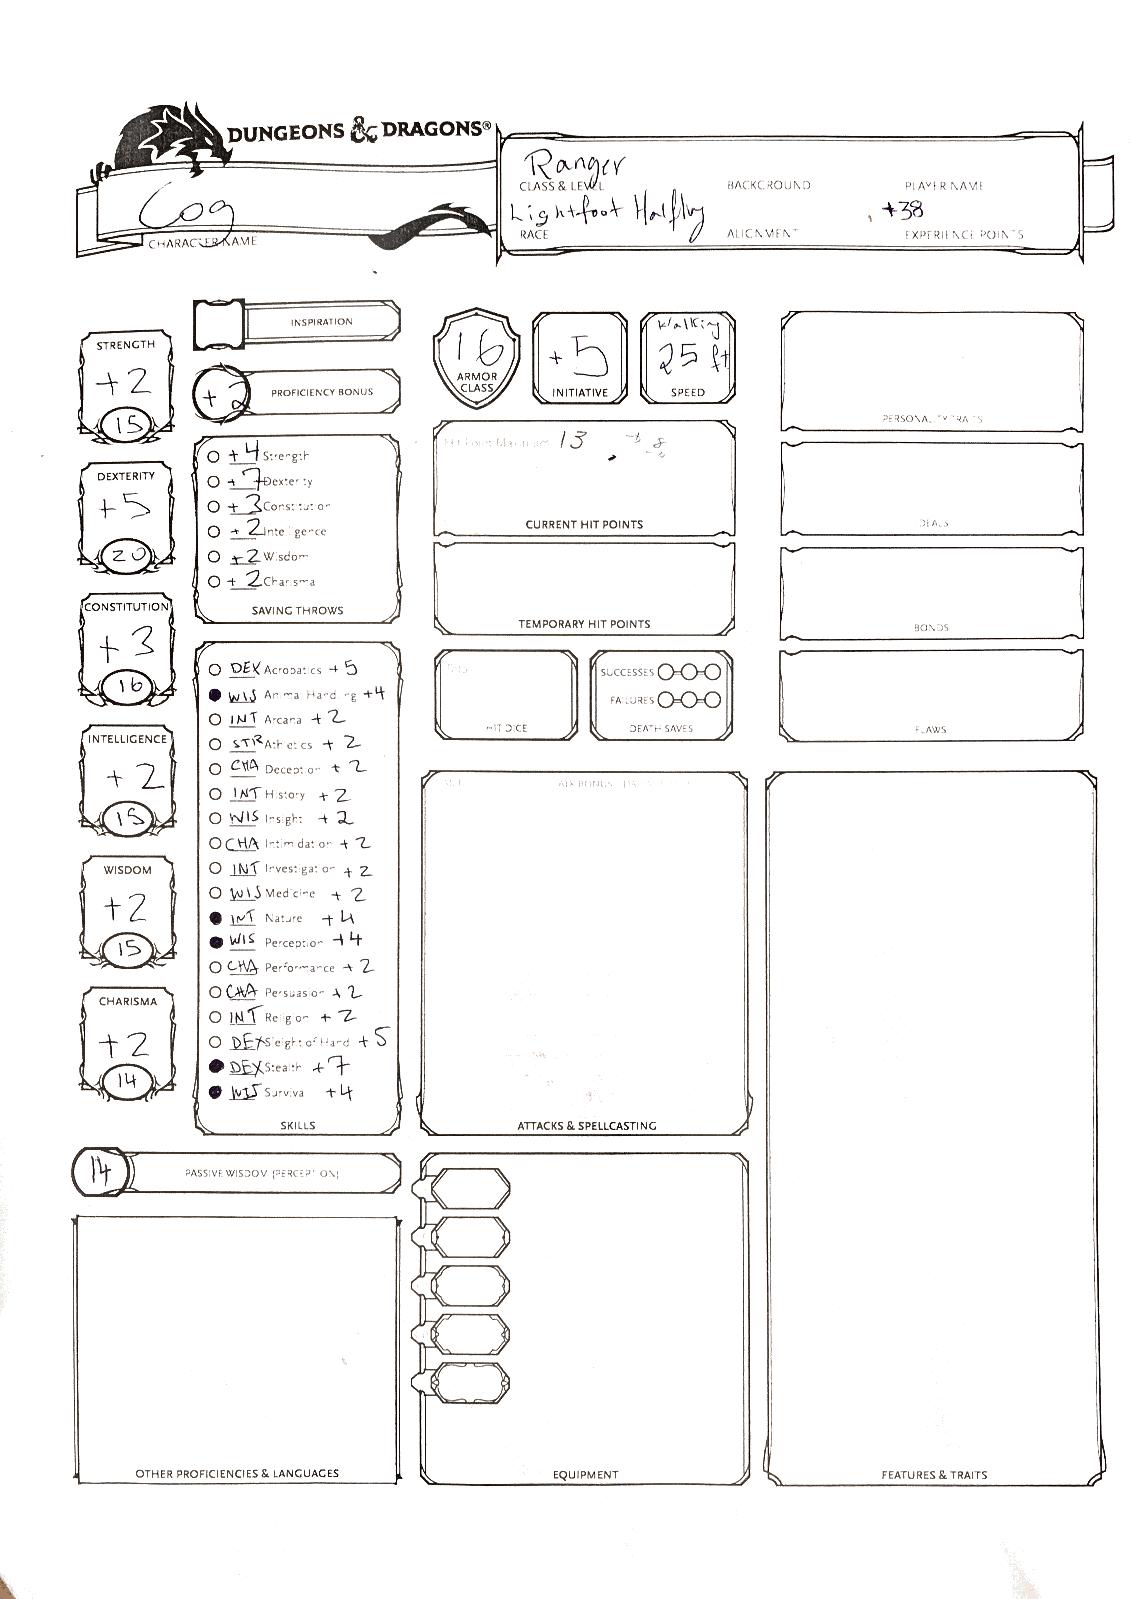 DUNGEONS & DRAGONS®
Cog
CHARACTER NAME
Ranger
CLASS & LEVEL
BACKGROUND
PLAYER NAME
Lightfoot Halfling
+38
RACE
ALIGNMENT
EXPERIENCE POINTS
STRENGTH
+2
15
DEXTERITY
+5
20
CONSTITUTION
+3
16
INTELLIGENCE
+2
15
WISDOM
+2
15
CHARISMA
+2
14
INSPIRATION
+2
PROFICIENCY BONUS
+4 Strength
+7 Dexterity
+3 Constitution
+2 Intelligence
+2 Wisdom
+2 Charisma
SAVING THROWS
DEX Acrobatics +5
WIS Animal Handling +4
INT Arcana +2
STR Athletics +2
CHA Deception +2
INT History +2
WIS Insight +2
CHA Intimidation +2
INT Investigation +2
WIS Medicine +2
INT Nature +4
WIS Perception +4
CHA Performance +2
CHA Persuasion +2
INT Religion +2
DEX Sleight of Hand +5
DEX Stealth +7
WIS Survival +4
SKILLS
14
PASSIVE WISDOM (PERCEPTION)
OTHER PROFICIENCIES & LANGUAGES
16
ARMOR
CLASS
+5
INITIATIVE
Walking
25 ft
SPEED
Hit Point Maximum 13
CURRENT HIT POINTS
TEMPORARY HIT POINTS
Total
HIT DICE
SUCCESSES
FAILURES
DEATH SAVES
ATK BONUS
ATTACKS & SPELLCASTING
EQUIPMENT
PERSONALITY TRAITS
IDEALS
BONDS
FLAWS
FEATURES & TRAITS